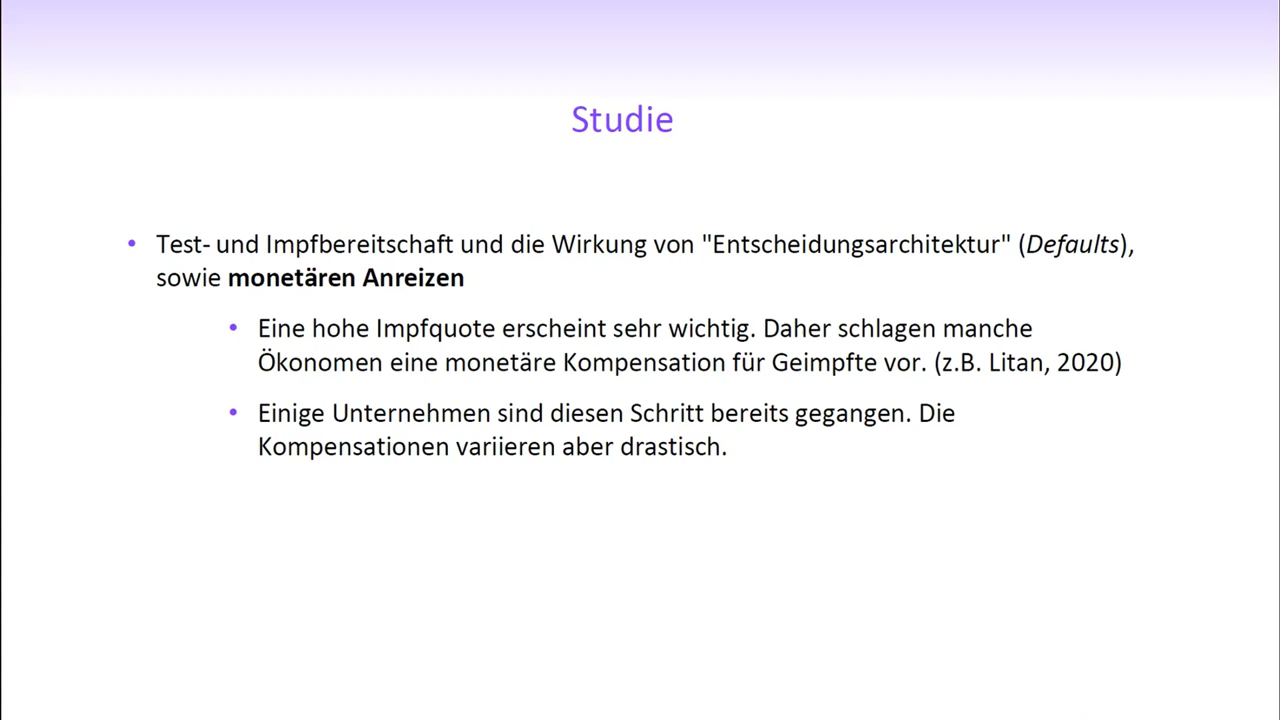 Studie
• Test- und Impfbereitschaft und die Wirkung von "Entscheidungsarchitektur" (Defaults),
sowie monetären Anreizen
• Eine hohe Impfquote erscheint sehr wichtig. Daher schlagen manche
Ökonomen eine monetäre Kompensation für Geimpfte vor. (z.B. Litan, 2020)
• Einige Unternehmen sind diesen Schritt bereits gegangen. Die
Kompensationen variieren aber drastisch.